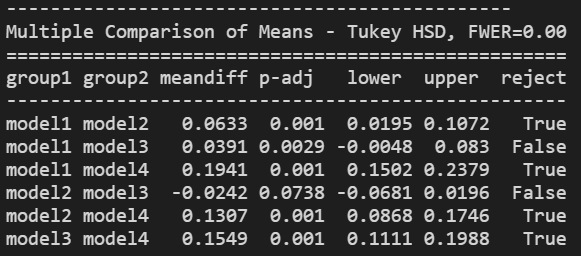 ---------------------------------------------
Multiple Comparison of Means - Tukey HSD, FWER=0.00
===================================================
group1 group2 meandiff p-adj   lower  upper  reject
---------------------------------------------------
model1 model2   0.0633  0.001  0.0195 0.1072   True
model1 model3   0.0391 0.0029 -0.0048  0.083  False
model1 model4   0.1941  0.001  0.1502 0.2379   True
model2 model3  -0.0242 0.0738 -0.0681 0.0196  False
model2 model4   0.1307  0.001  0.0868 0.1746   True
model3 model4   0.1549  0.001  0.1111 0.1988   True